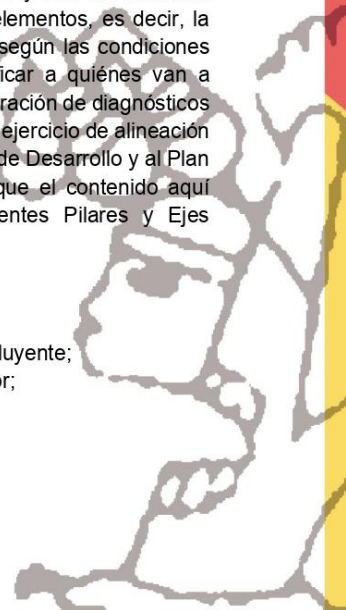 elementos, es decir, la
según las condiciones
ficar a quiénes van a
ración de diagnósticos
ejercicio de alineación
de Desarrollo y al Plan
que el contenido aquí
entes Pilares y Ejes
luyente;
or;